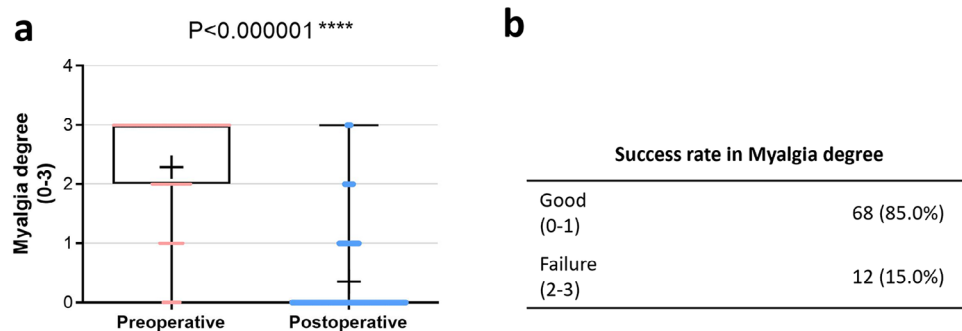 a
P<0.000001 ****
Myalgia degree
(0-3)
4
3
2
1
0
Preoperative
Postoperative
b
Success rate in Myalgia degree
Good
(0-1)
68 (85.0%)
Failure
(2-3)
12 (15.0%)